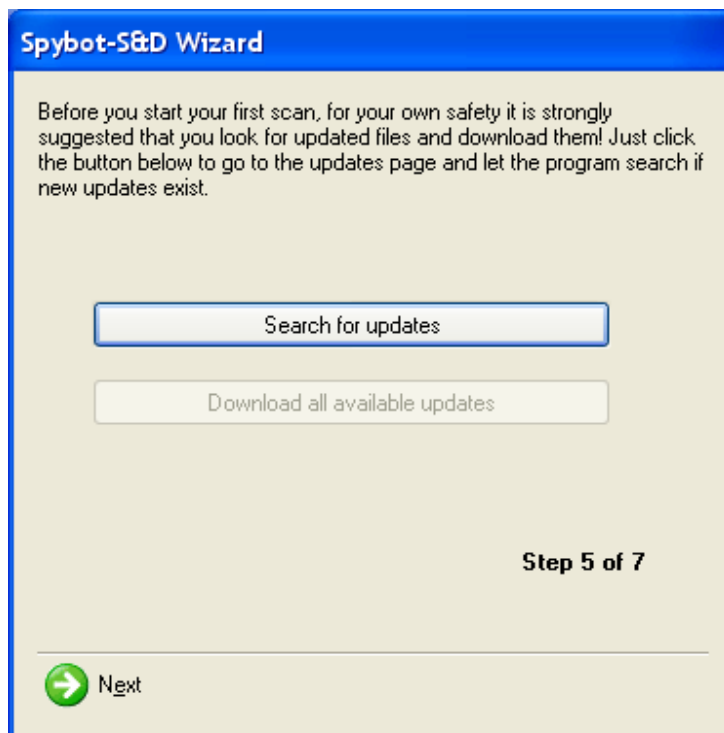 Spybot-S&D Wizard
Before you start your first scan, for your own safety it is strongly
suggested that you look for updated files and download them! Just click
the button below to go to the updates page and let the program search if
new updates exist.
Search for updates
Download all available updates
Step 5 of 7
Next